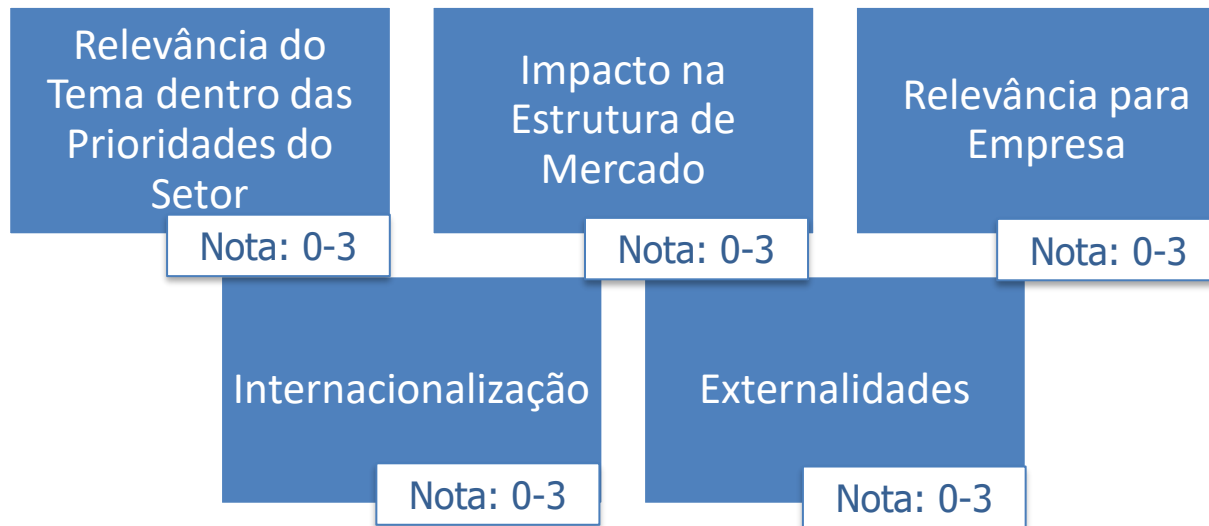 Relevância do
Tema dentro das
Prioridades do
Setor
Nota: 0-3
Impacto na
Estrutura de
Mercado
Nota: 0-3
Relevância para
Empresa
Nota: 0-3
Internacionalização
Nota: 0-3
Externalidades
Nota: 0-3